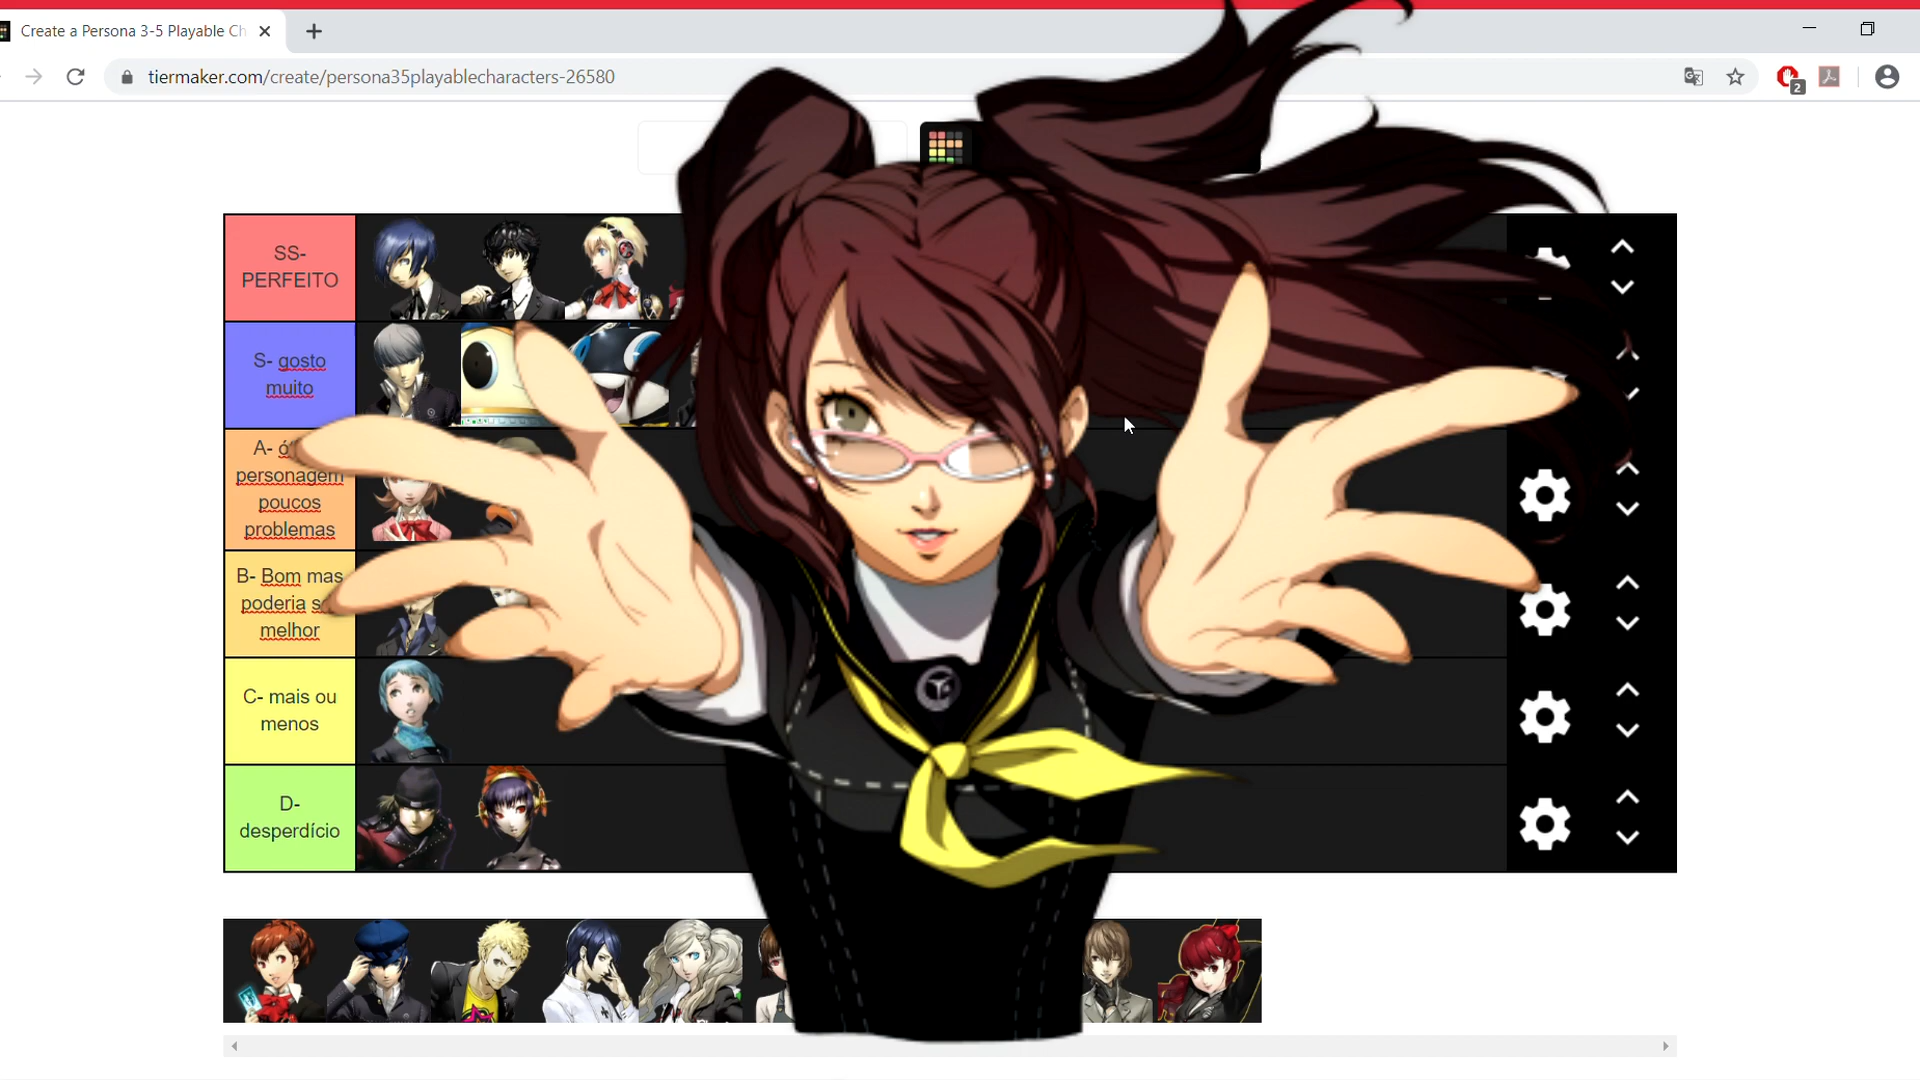 Create a Persona 3-5 Playable Ch
tiermaker.com/create/persona35playablecharacters-26580
2
SS-
PERFEITO
S- gosto
muito
A-
personagem
poucos
problemas
B- Bom mas
poderia
melhor
C- mais ou
menos
D-
desperdício